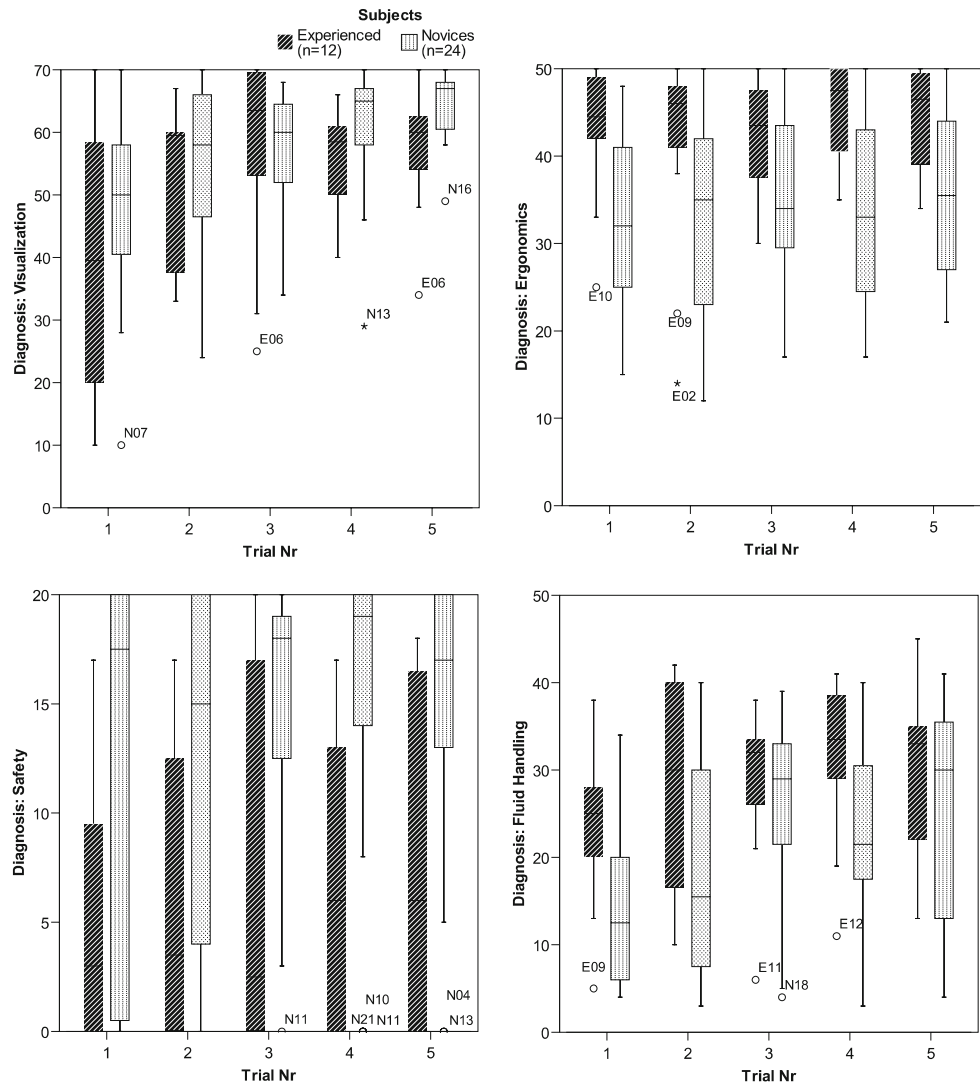 Subjects
Experienced (n=12)
Novices (n=24)
Diagnosis: Visualization
70
60
50
40
30
20
10
0
N07
E06
N13
E06
N16
1 2 3 4 5
Trial Nr
Diagnosis: Ergonomics
50
40
30
20
10
0
E10
E09
E02
1 2 3 4 5
Trial Nr
Diagnosis: Safety
20
15
10
5
0
N11
N10
N21 N11
N04
N13
1 2 3 4 5
Trial Nr
Diagnosis: Fluid Handling
50
40
30
20
10
0
E09
E11
N18
E12
1 2 3 4 5
Trial Nr